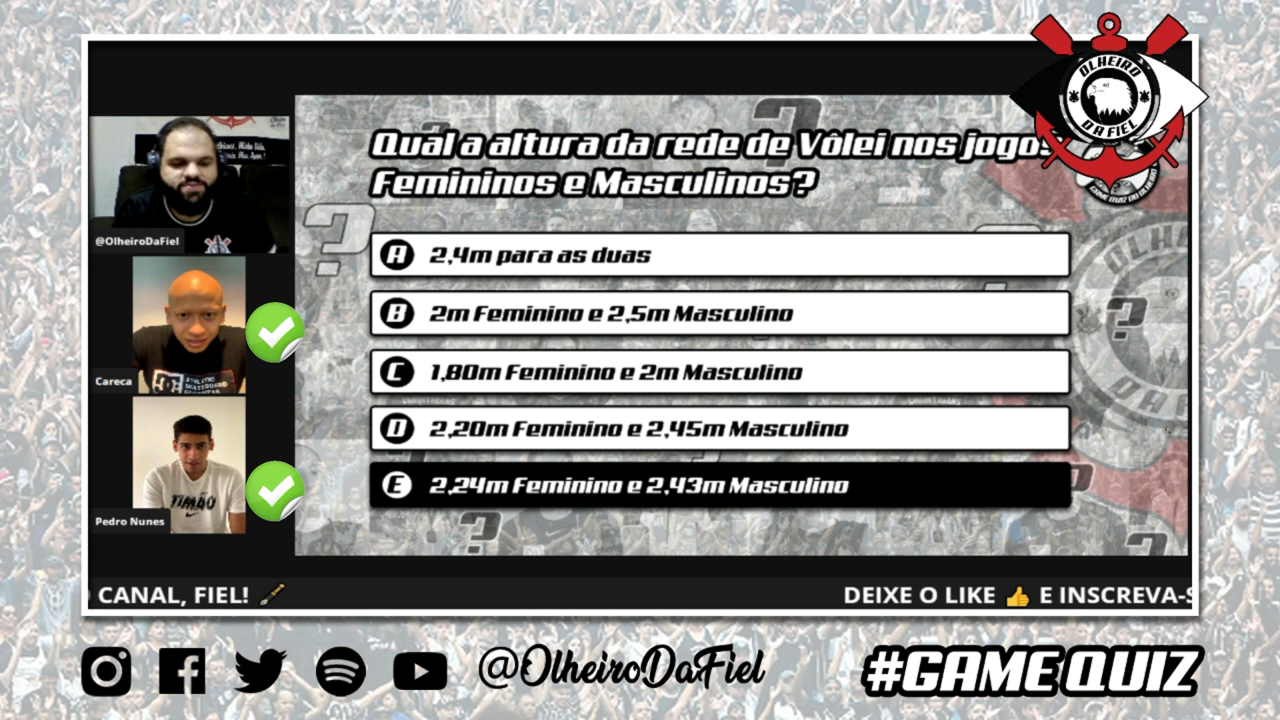 OLHEIRO
DA FIEL
Qual a altura da rede de Vôlei nos jogos
Femininos e Masculinos?
A 2,4m para as duas
B 2m Feminino e 2,5m Masculino
C 1,80m Feminino e 2m Masculino
D 2,20m Feminino e 2,45m Masculino
E 2,24m Feminino e 2,43m Masculino
@OlheiroDaFiel
Careca
TIMÃO
Pedro Nunes
CANAL, FIEL!
DEIXE O LIKE 👍 E INSCREVA-S
@OlheiroDaFiel
#GAME QUIZ